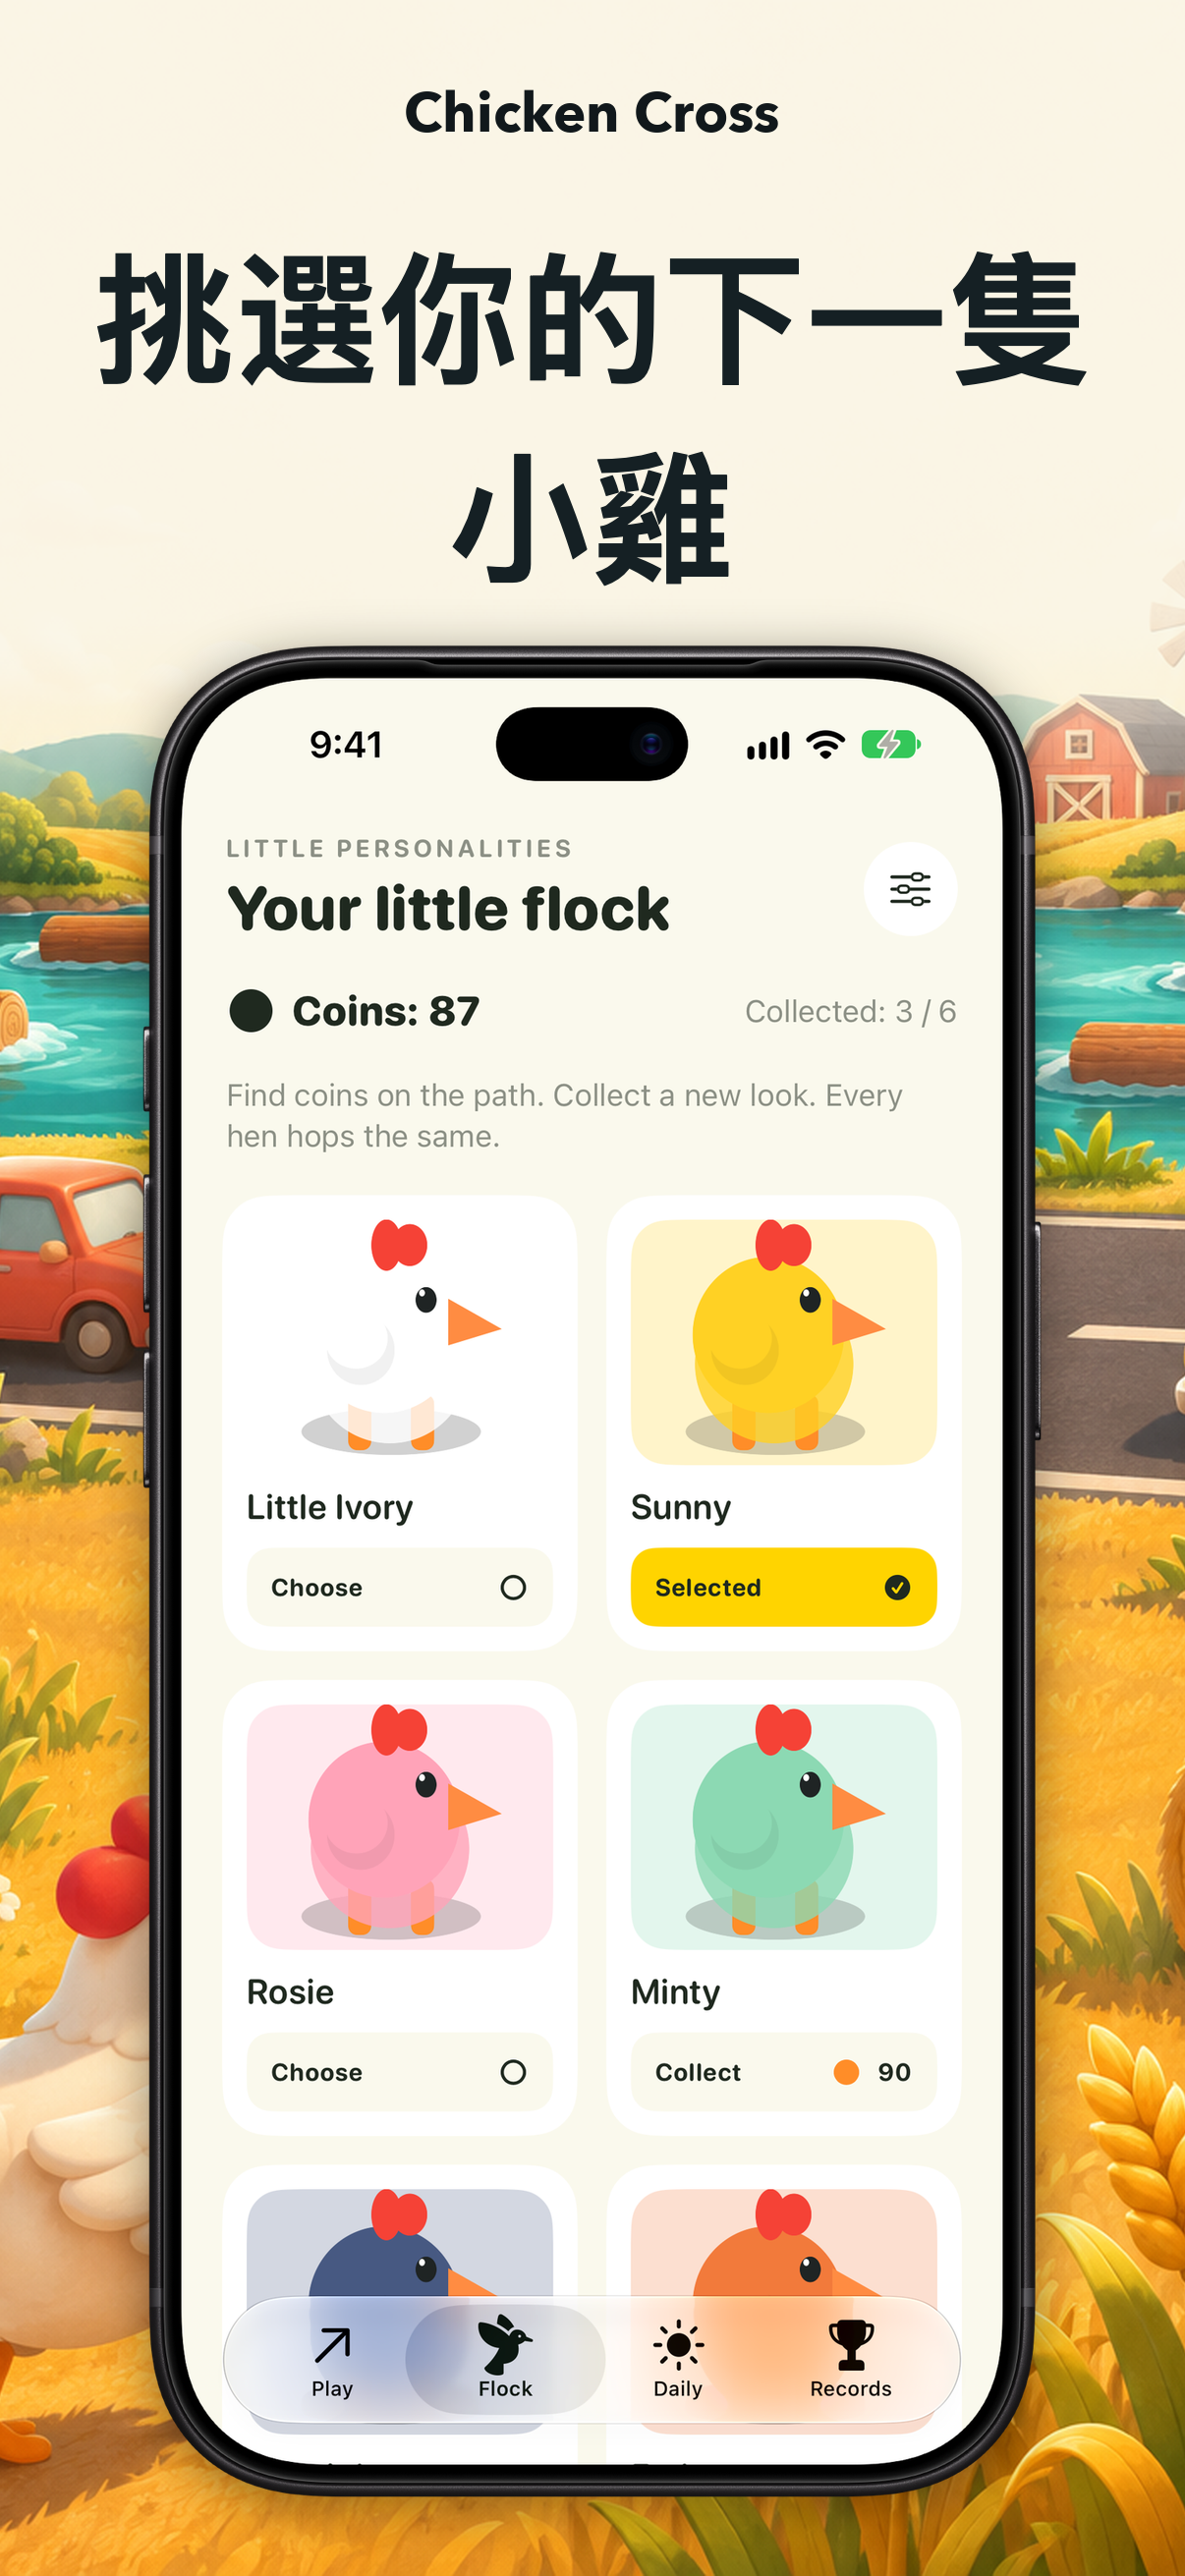 Chicken Cross
挑選你的下一隻
小雞
9:41
LITTLE PERSONALITIES
Your little flock
Coins: 87
Collected: 3 / 6
Find coins on the path. Collect a new look. Every
hen hops the same.
Little Ivory
Sunny
Choose
Selected
Rosie
Minty
Choose
Collect 90
Play
Flock
Daily
Records